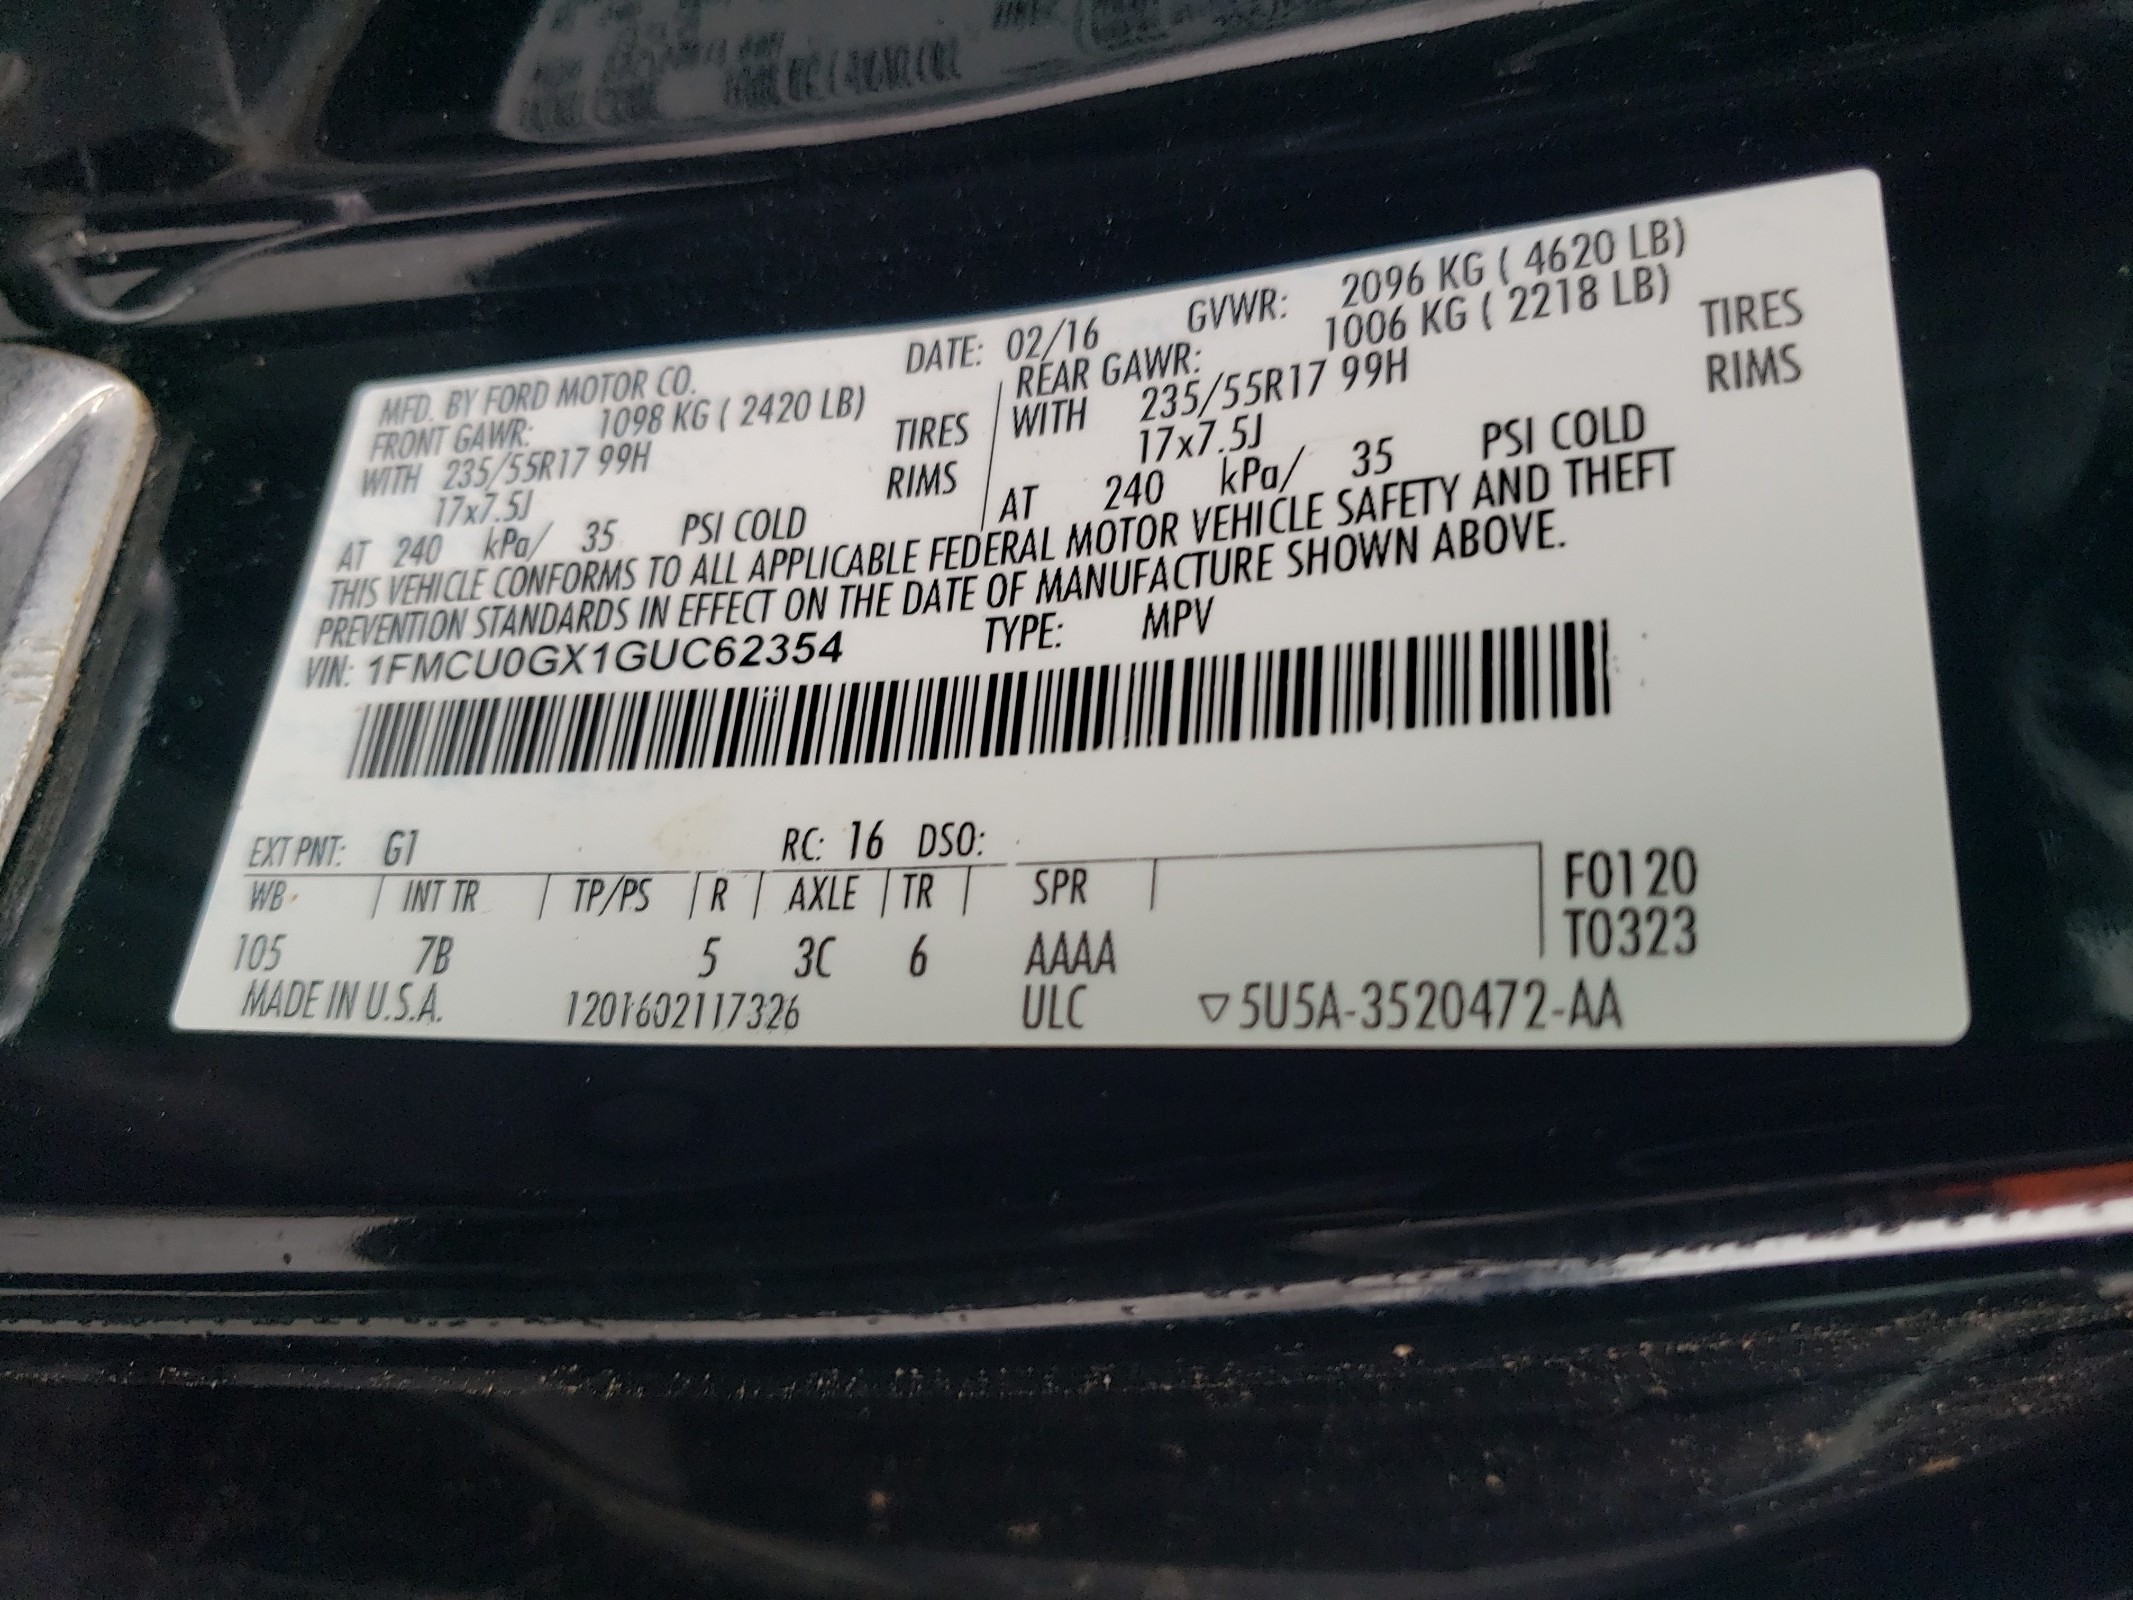 MFD. BY FORD MOTOR CO. DATE: 02/16 GVWR: 2096 KG ( 4620 LB)
FRONT GAWR: 1098 KG ( 2420 LB) REAR GAWR: 1006 KG ( 2218 LB)
WITH 235/55R17 99H TIRES WITH 235/55R17 99H TIRES
17x7.5J RIMS 17x7.5J RIMS
AT 240 kPa/ 35 PSI COLD AT 240 kPa/ 35 PSI COLD
THIS VEHICLE CONFORMS TO ALL APPLICABLE FEDERAL MOTOR VEHICLE SAFETY AND THEFT
PREVENTION STANDARDS IN EFFECT ON THE DATE OF MANUFACTURE SHOWN ABOVE.
VIN: 1FMCU0GX1GUC62354 TYPE: MPV
EXT PNT: G1 RC: 16 DSO:
WB INT TR TP/PS R AXLE TR SPR F0120
105 7B 5 3C 6 AAAA T0323
MADE IN U.S.A. 1201602117326 ULC ▽5U5A-3520472-AA